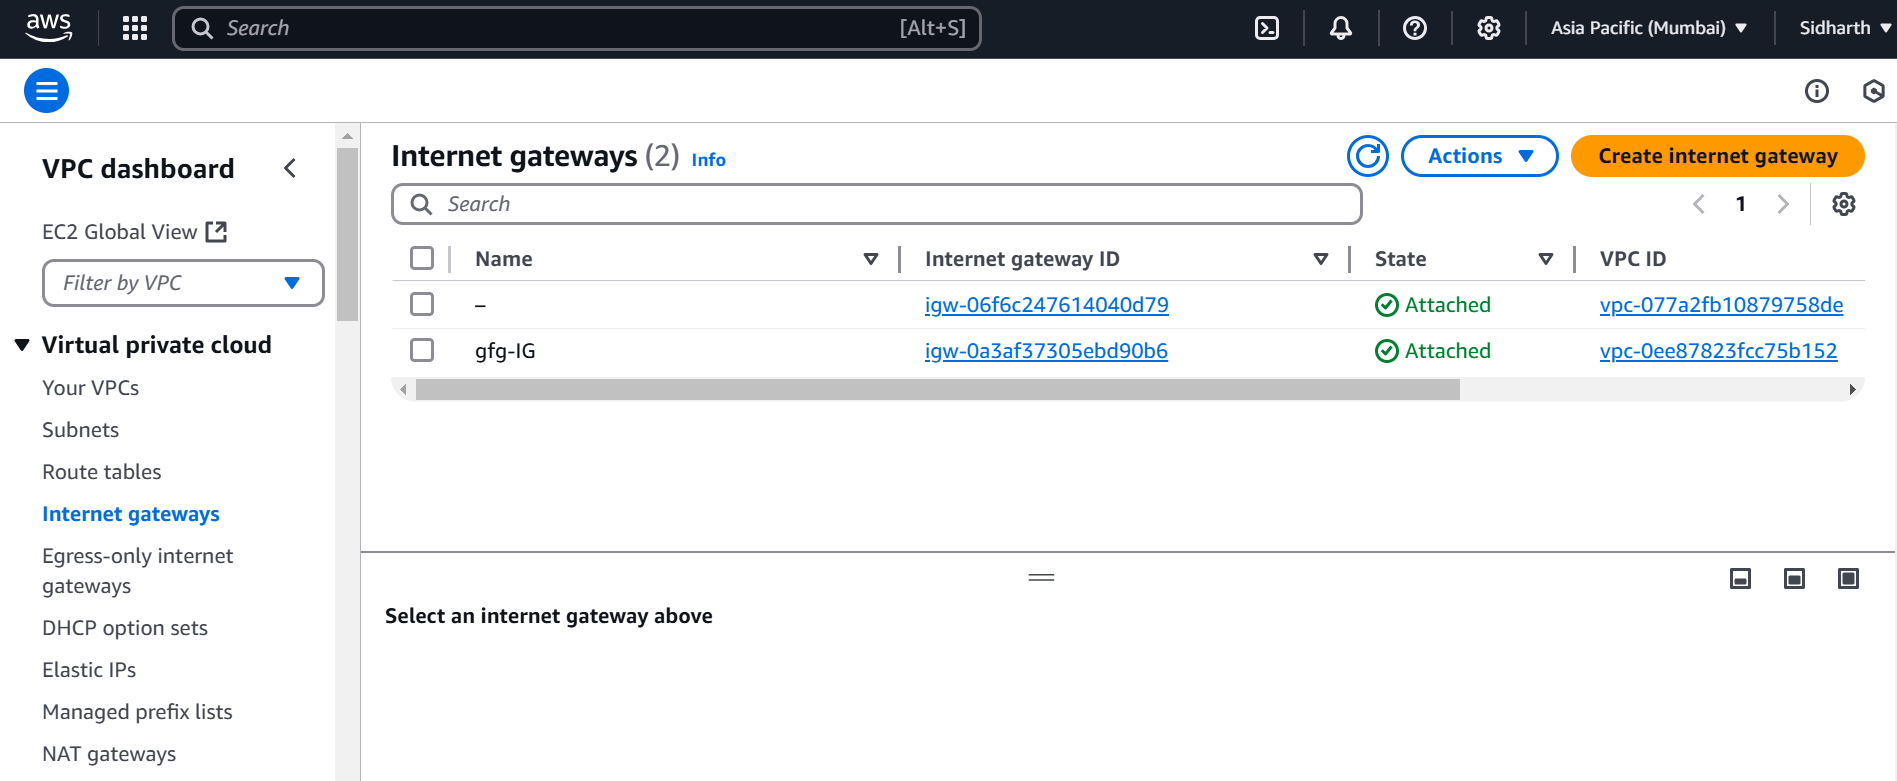 aws
Search [Alt+S]
Asia Pacific (Mumbai)
Sidharth
VPC dashboard
EC2 Global View
Filter by VPC
Virtual private cloud
Your VPCs
Subnets
Route tables
Internet gateways
Egress-only internet
gateways
DHCP option sets
Elastic IPs
Managed prefix lists
NAT gateways
Internet gateways (2) Info
Actions
Create internet gateway
Search
1
Name Internet gateway ID State VPC ID
– igw-06f6c247614040d79 Attached vpc-077a2fb10879758de
gfg-IG igw-0a3af37305ebd90b6 Attached vpc-0ee87823fcc75b152
Select an internet gateway above